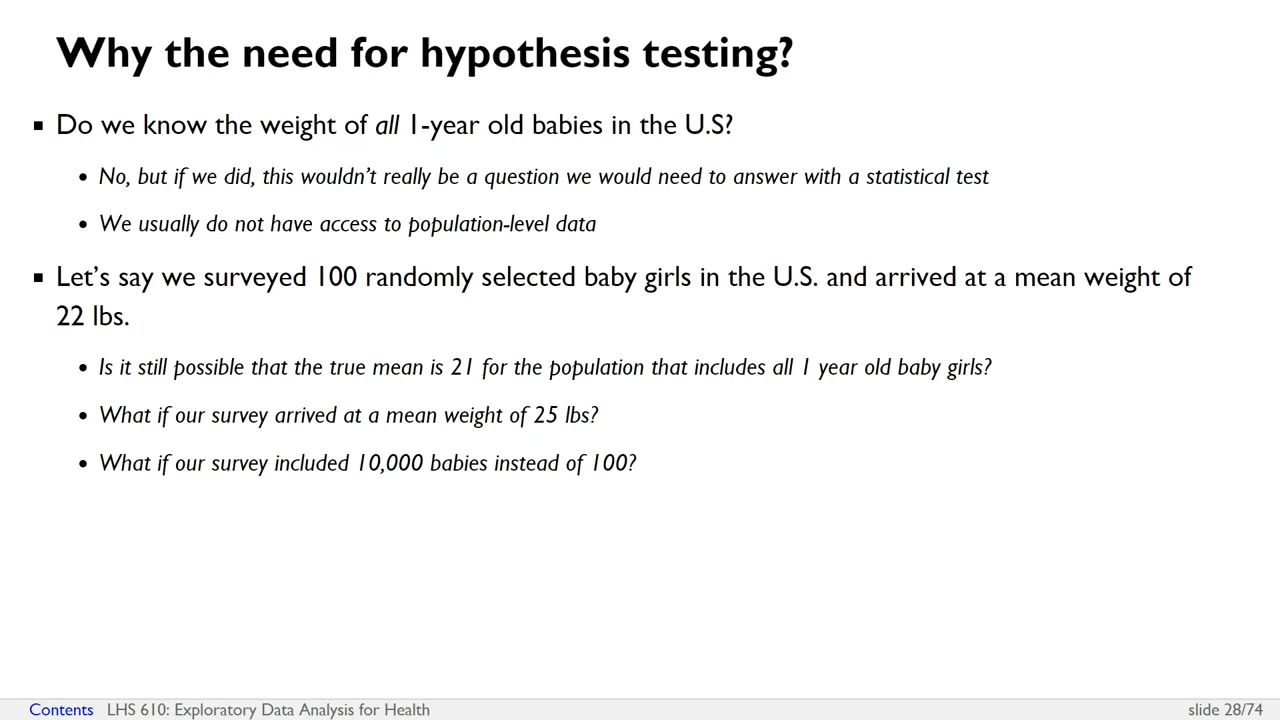 Why the need for hypothesis testing?
▪ Do we know the weight of all 1-year old babies in the U.S?
• No, but if we did, this wouldn’t really be a question we would need to answer with a statistical test
• We usually do not have access to population-level data
▪ Let’s say we surveyed 100 randomly selected baby girls in the U.S. and arrived at a mean weight of
22 lbs.
• Is it still possible that the true mean is 21 for the population that includes all 1 year old baby girls?
• What if our survey arrived at a mean weight of 25 lbs?
• What if our survey included 10,000 babies instead of 100?
Contents LHS 610: Exploratory Data Analysis for Health slide 28/74